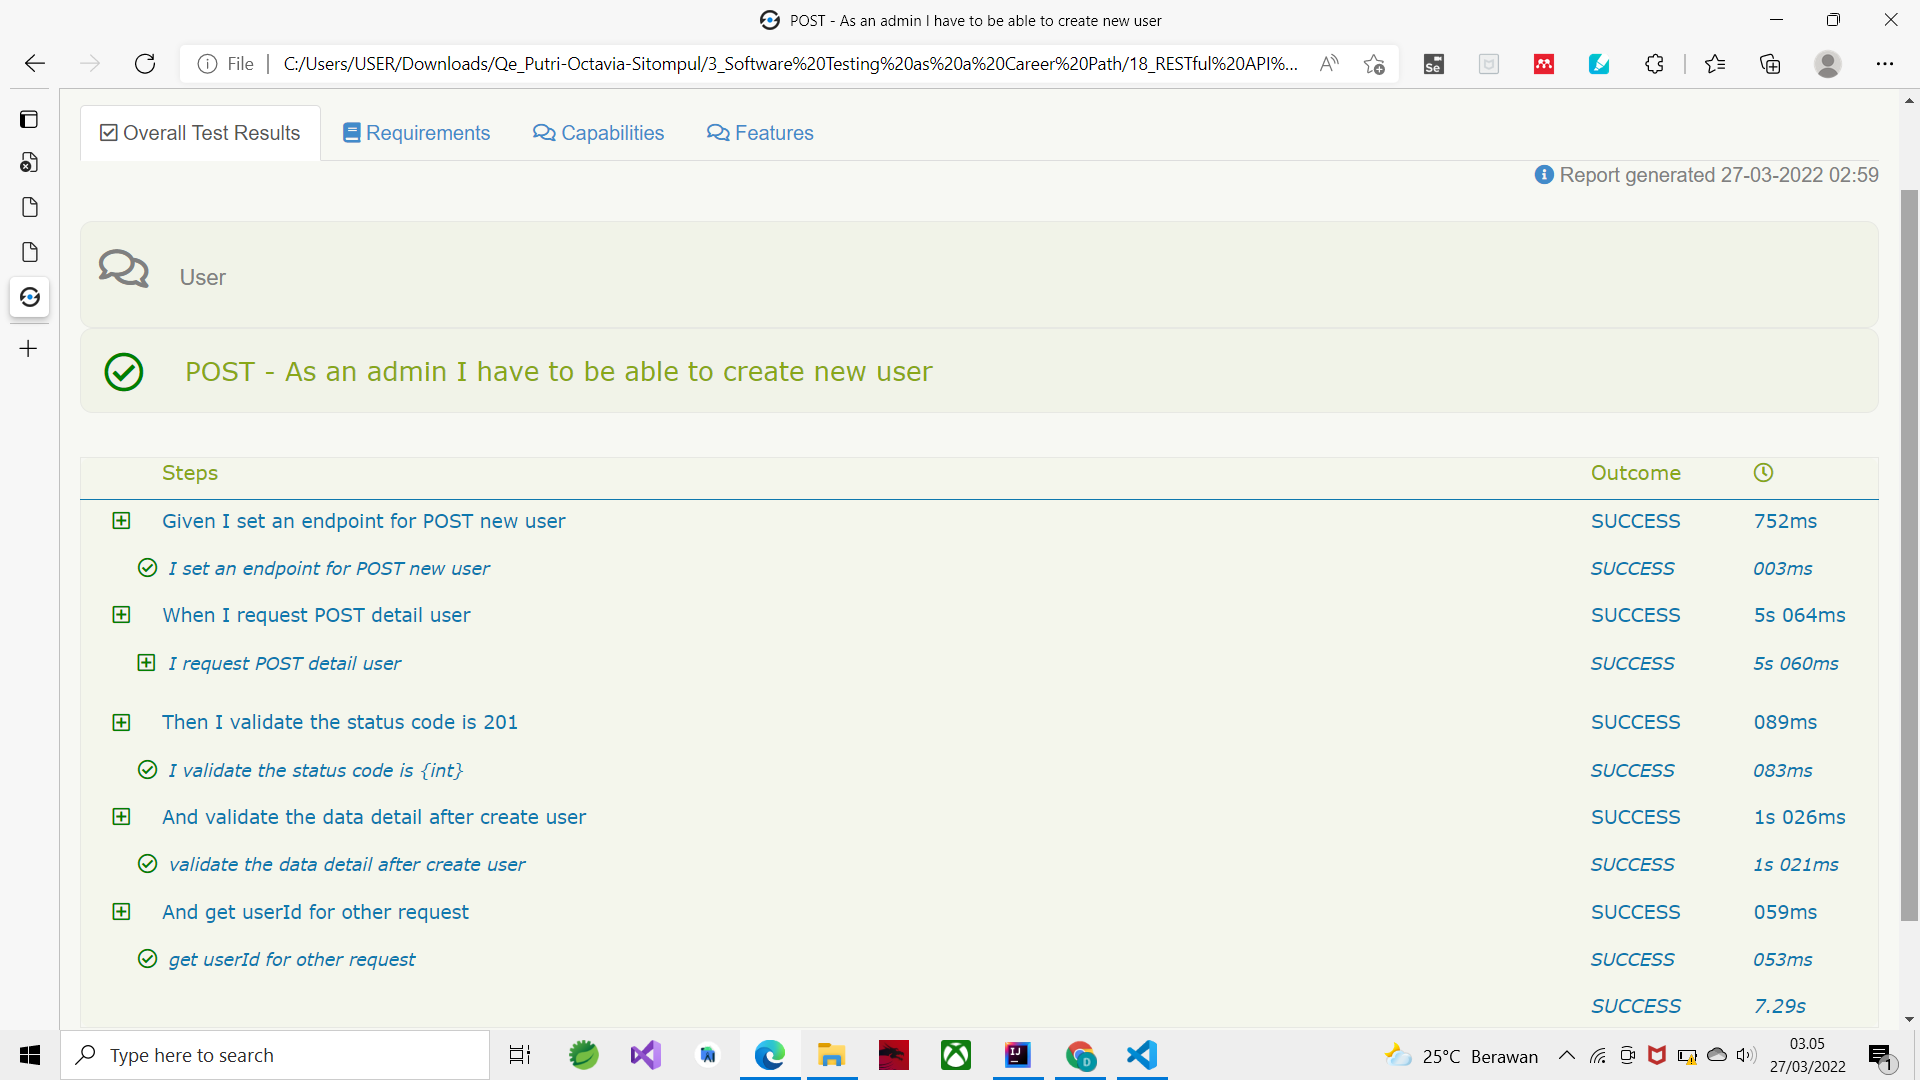 POST - As an admin I have to be able to create new user
File
C:/Users/USER/Downloads/Qe_Putri-Octavia-Sitompul/3_Software%20Testing%20as%20a%20Career%20Path/18_RESTful%20API%...
Overall Test Results
Requirements
Capabilities
Features
Report generated 27-03-2022 02:59
User
POST - As an admin I have to be able to create new user
Steps Outcome
Given I set an endpoint for POST new user SUCCESS 752ms
I set an endpoint for POST new user SUCCESS 003ms
When I request POST detail user SUCCESS 5s 064ms
I request POST detail user SUCCESS 5s 060ms
Then I validate the status code is 201 SUCCESS 089ms
I validate the status code is {int} SUCCESS 083ms
And validate the data detail after create user SUCCESS 1s 026ms
validate the data detail after create user SUCCESS 1s 021ms
And get userId for other request SUCCESS 059ms
get userId for other request SUCCESS 053ms
SUCCESS 7.29s
Type here to search
25°C Berawan
03.05
27/03/2022
1